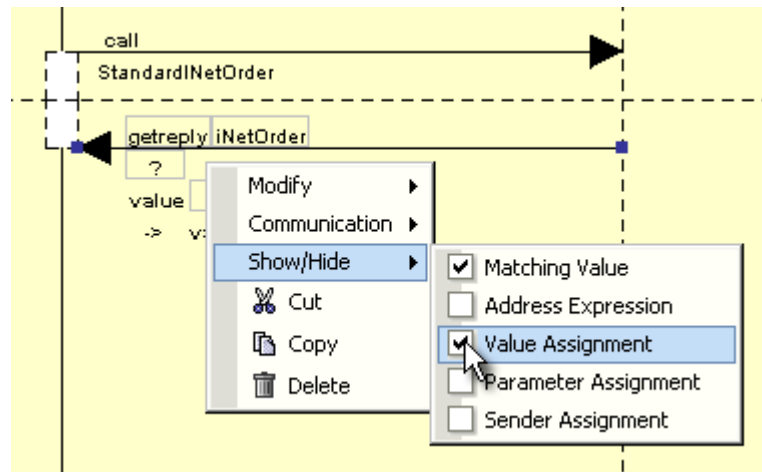 call
StandardINetOrder
getreply iNetOrder
?
value
->
Modify
Communication
Show/Hide
Cut
Copy
Delete
Matching Value
Address Expression
Value Assignment
Parameter Assignment
Sender Assignment